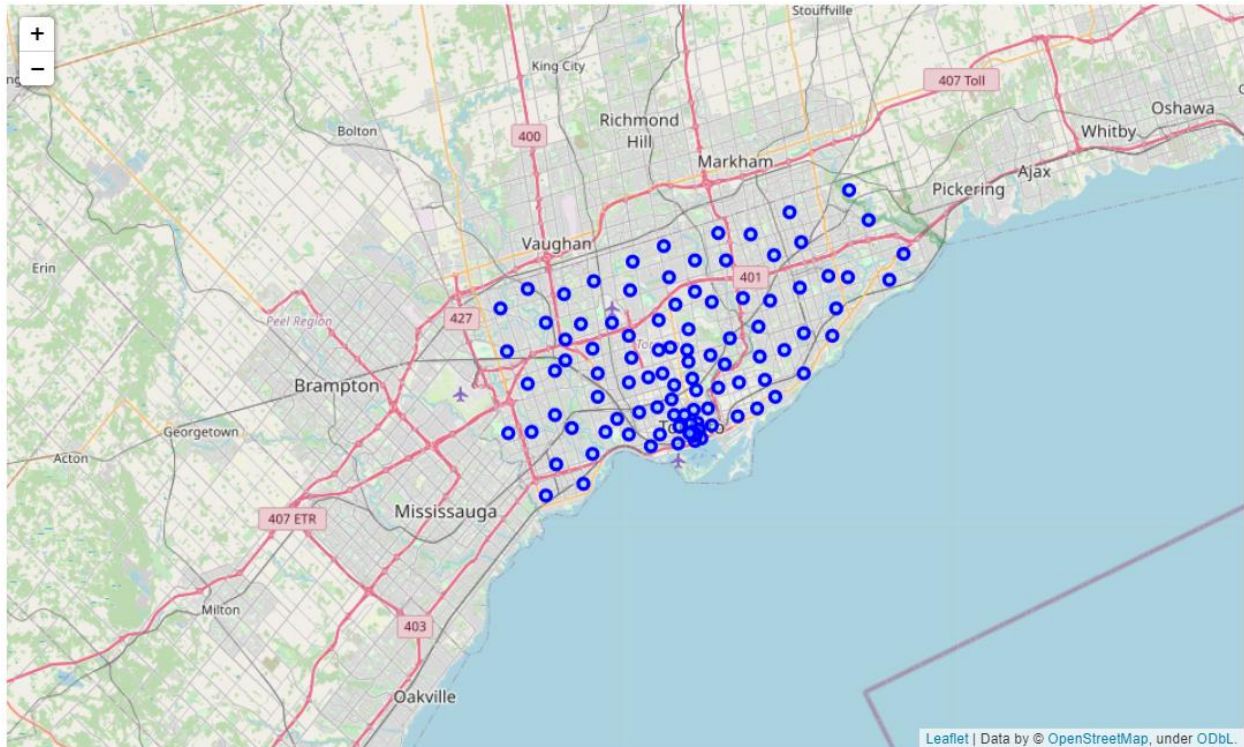 Stouffville
+
−
King City
407 Toll
Oshawa
Richmond
Hill
Bolton
400
Whitby
Markham
Ajax
Pickering
Vaughan
Erin
401
427
Peel Region
Brampton
Georgetown
Acton
Mississauga
407 ETR
Milton
403
Oakville
Leaflet | Data by © OpenStreetMap, under ODbL.